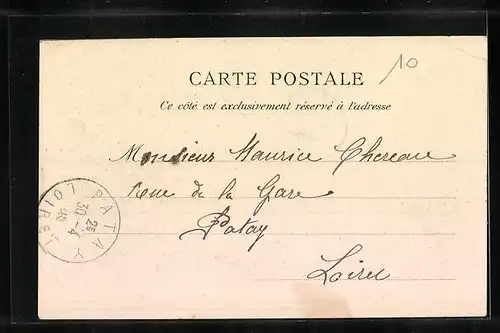 10
CARTE POSTALE
Ce côté est exclusivement réservé à l'adresse
Monsieur Maurice Chereau
Rue de la Gare
Patay
Loiret
PATAY
2E
30 -4
LOIRET